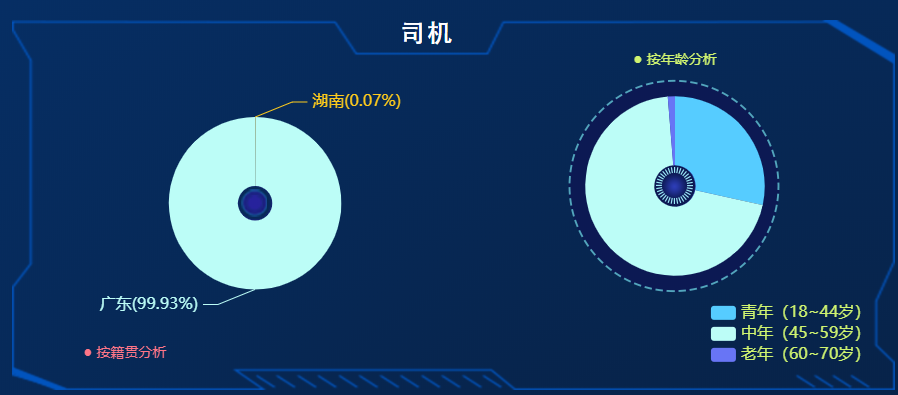 司机
按年龄分析
湖南(0.07%)
广东(99.93%)
按籍贯分析
青年（18~44岁）
中年（45~59岁）
老年（60~70岁）